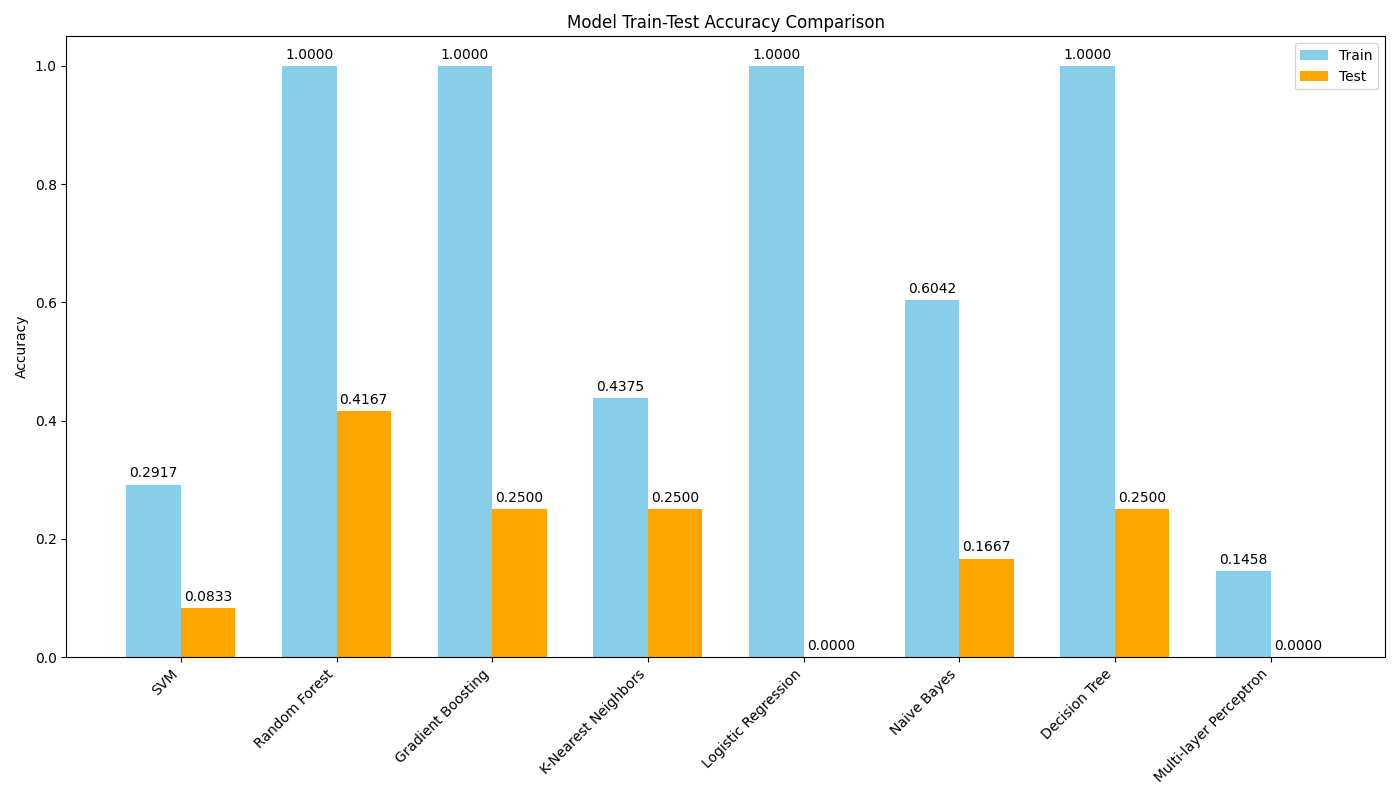 Model Train-Test Accuracy Comparison
Train
Test
Accuracy
1.0
0.8
0.6
0.4
0.2
0.0
0.2917
0.0833
1.0000
0.4167
1.0000
0.2500
0.4375
0.2500
1.0000
0.0000
0.6042
0.1667
1.0000
0.2500
0.1458
0.0000
SVM
Random Forest
Gradient Boosting
K-Nearest Neighbors
Logistic Regression
Naive Bayes
Decision Tree
Multi-layer Perceptron